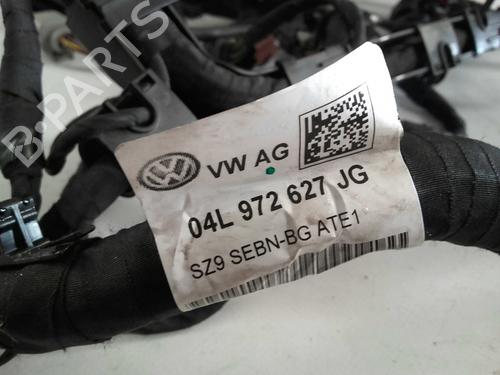 B-PARTS
VW AG
04L 972 627 JG
SZ9 SEBN-BG ATE1